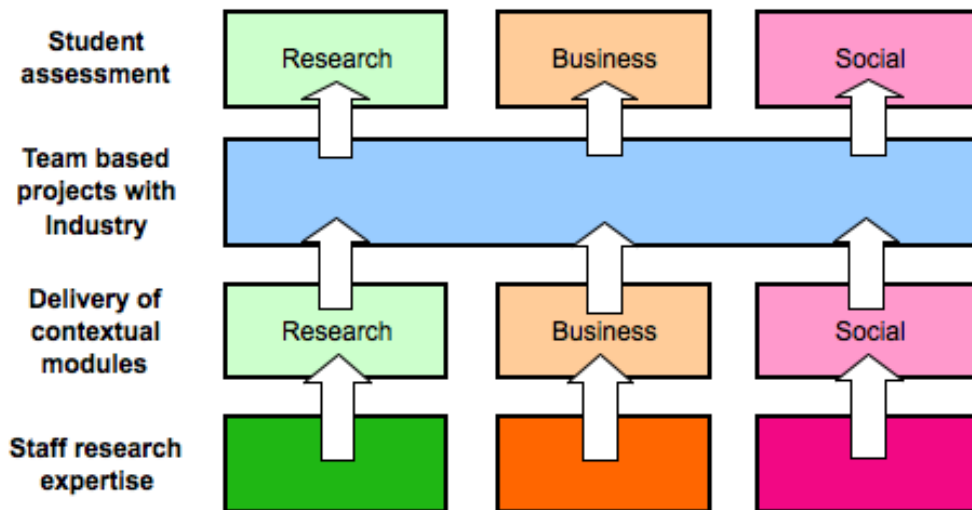 Student
assessment
Research
Business
Social
Team based
projects with
Industry
Delivery of
contextual
modules
Research
Business
Social
Staff research
expertise